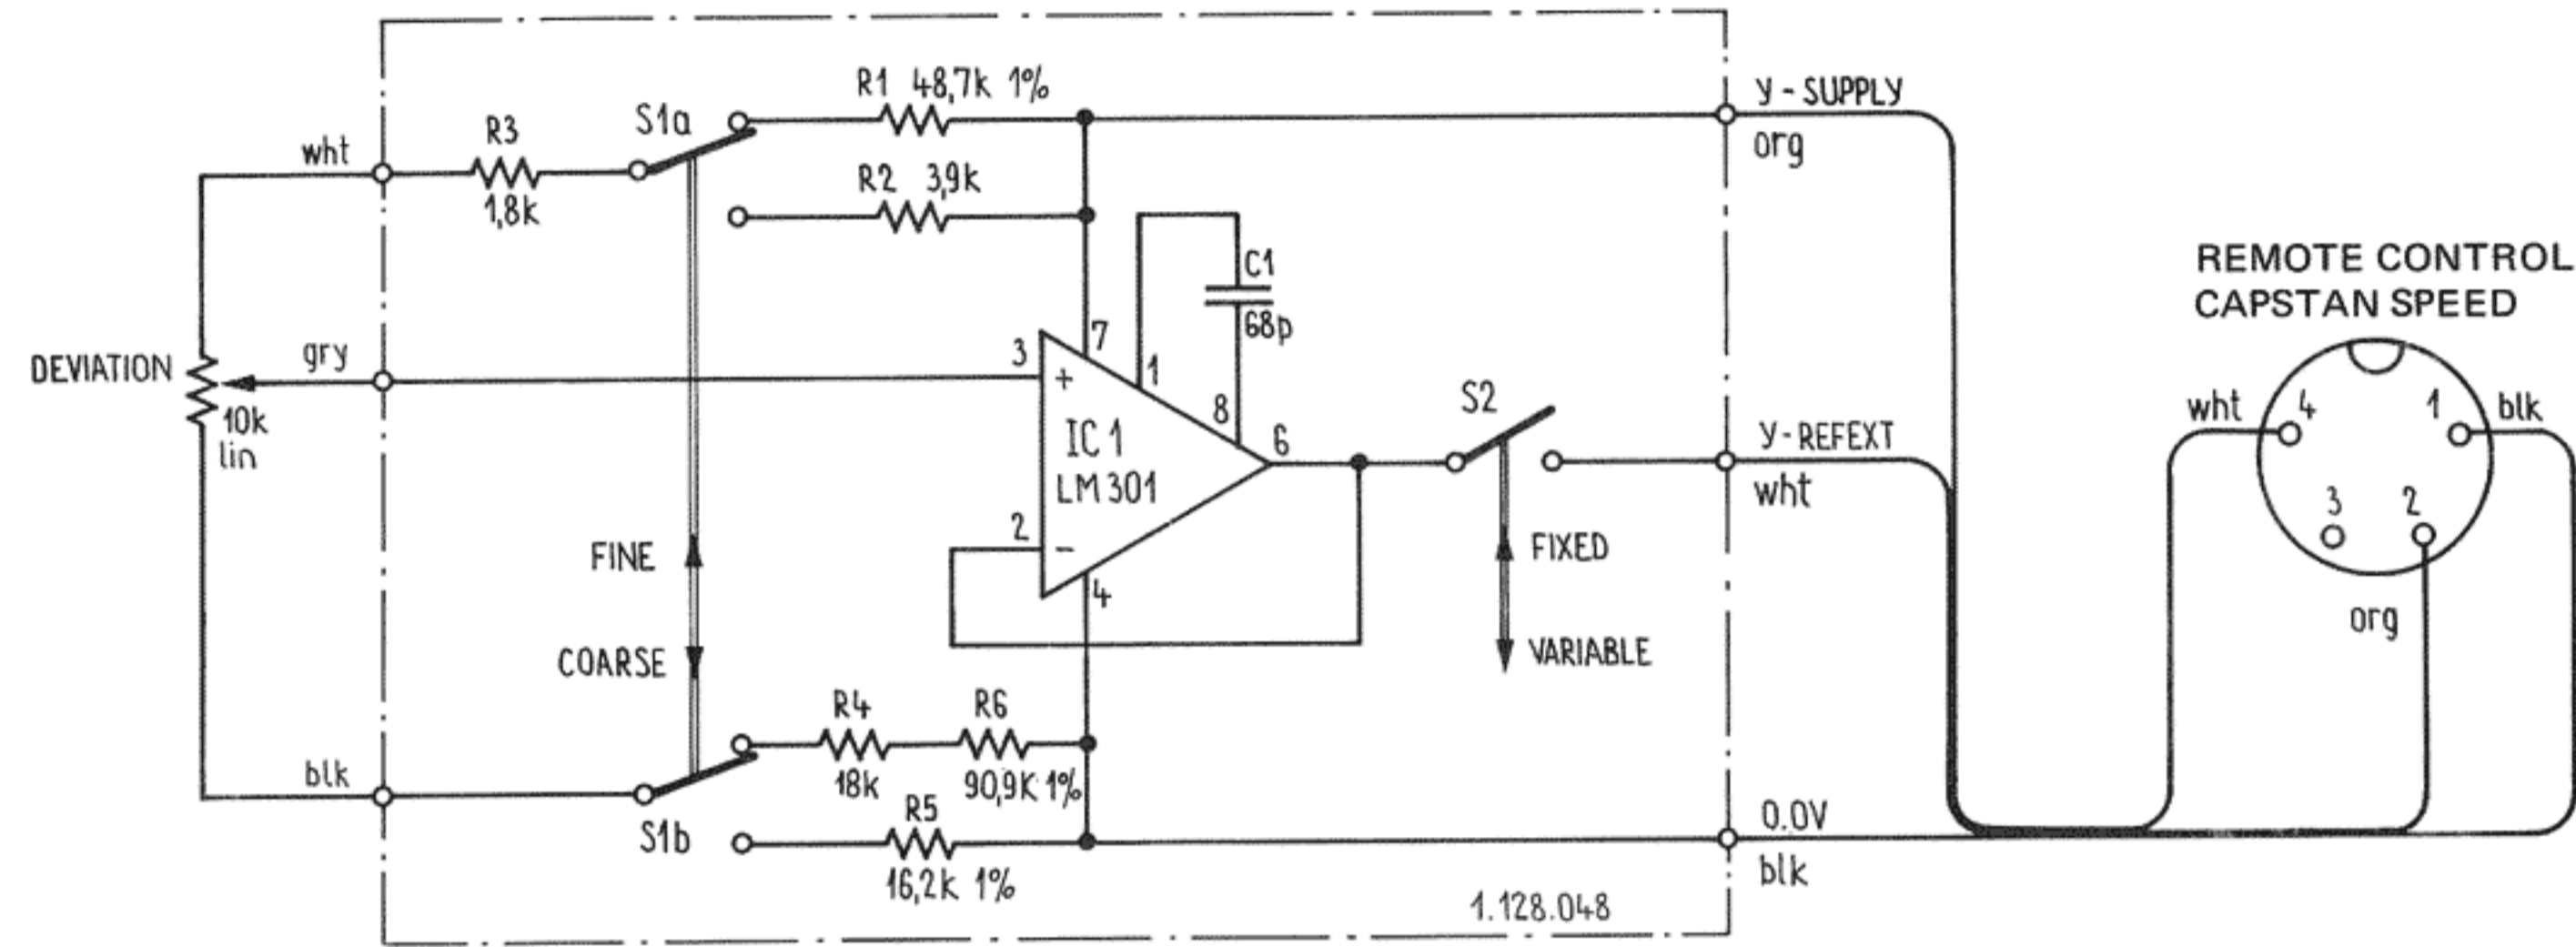 R1 48,7k 1%
Y-SUPPLY
org
S1a
R3
wht
1,8k
R2 3,9k
C1
68p
REMOTE CONTROL
CAPSTAN SPEED
DEVIATION
gry
10k
lin
3
7
1
+
8
6
IC 1
LM 301
2
-
4
S2
Y-REFEXT
wht
wht
4
1
blk
3
2
org
FINE
COARSE
FIXED
VARIABLE
R4
R6
18k
90,9K 1%
blk
S1b
R5
16,2k 1%
0.0V
blk
1.128.048